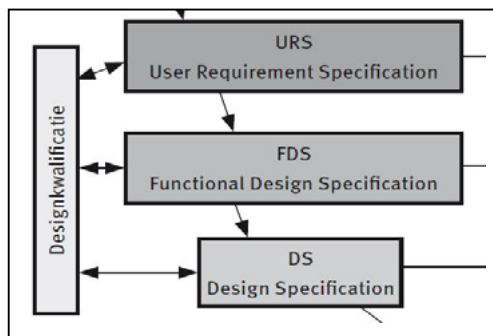 Designkwalificatie
URS
User Requirement Specification
FDS
Functional Design Specification
DS
Design Specification